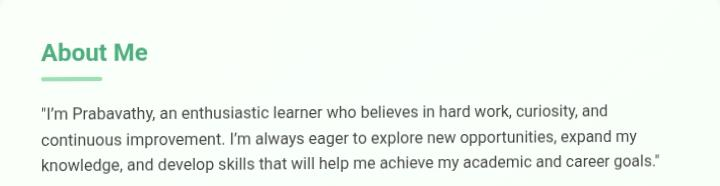 About Me
"I’m Prabavathy, an enthusiastic learner who believes in hard work, curiosity, and
continuous improvement. I’m always eager to explore new opportunities, expand my
knowledge, and develop skills that will help me achieve my academic and career goals."